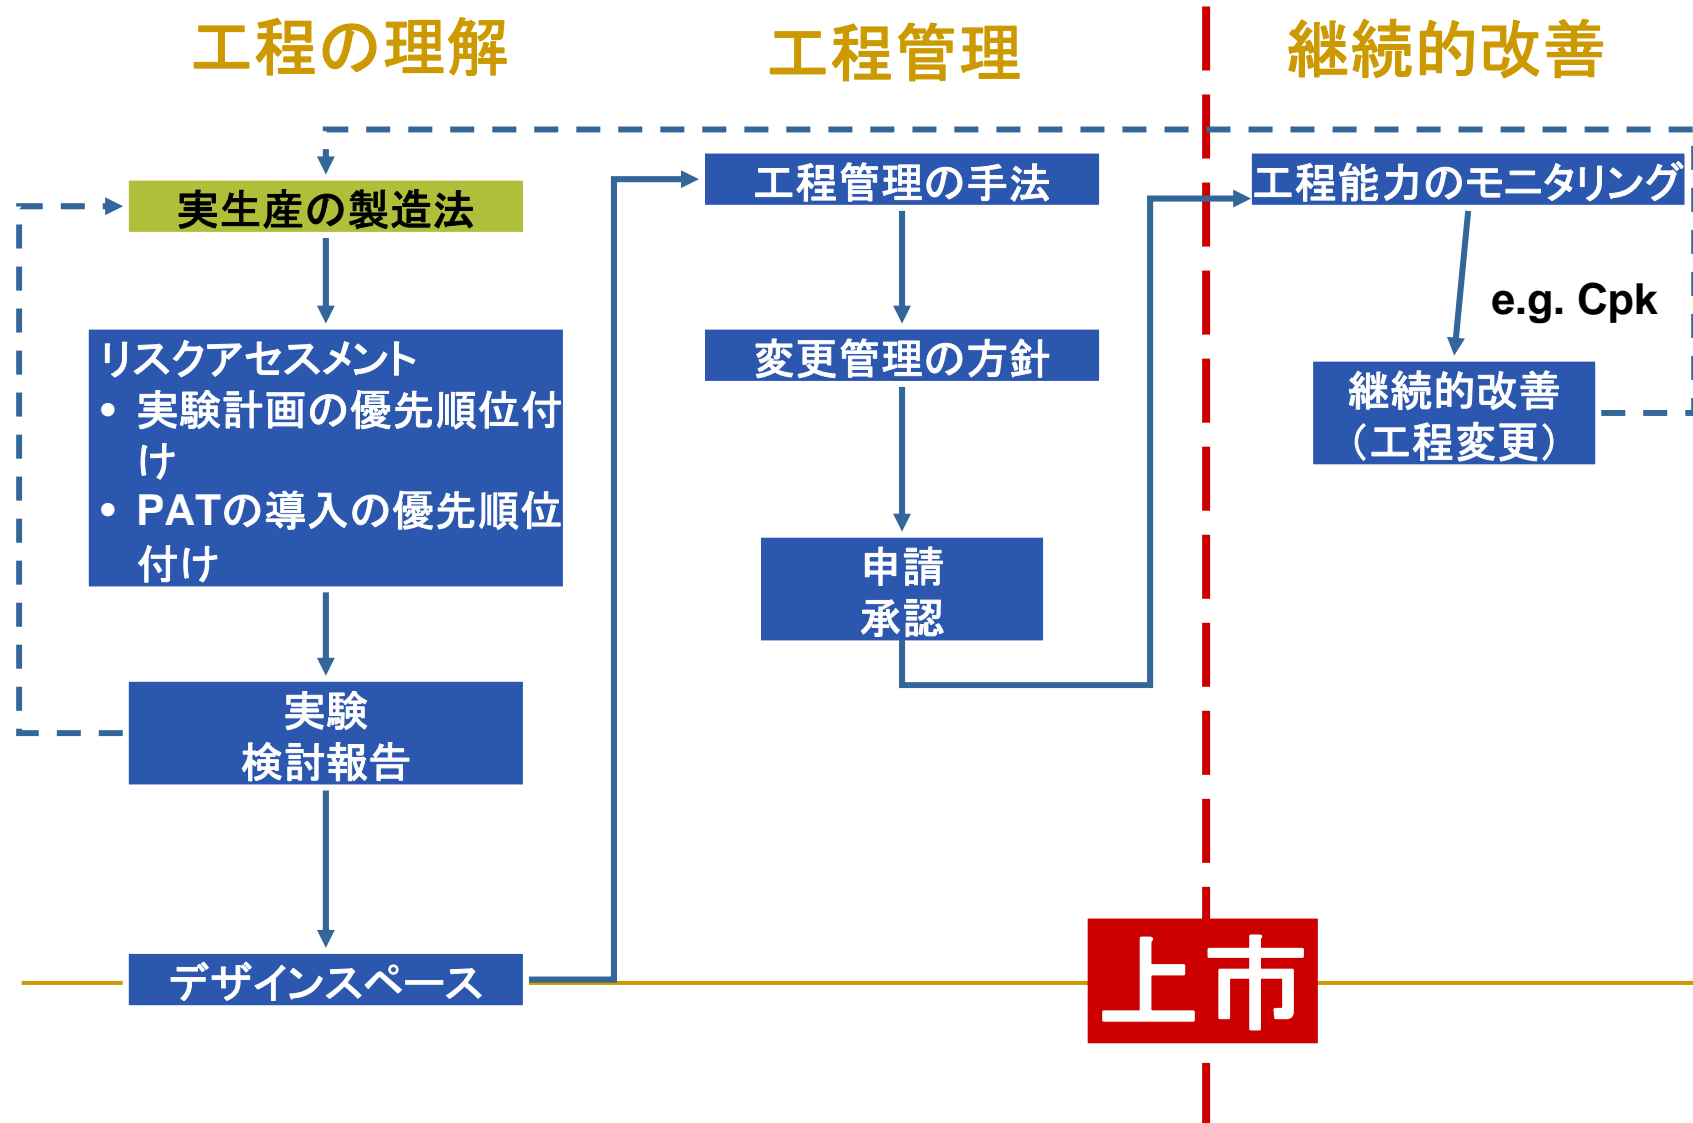 工程の理解
工程管理
継続的改善
実生産の製造法
リスクアセスメント
• 実験計画の優先順位付
け
• PATの導入の優先順位
付け
実験
検討報告
デザインスペース
工程管理の手法
変更管理の方針
申請
承認
工程能力のモニタリング
e.g. Cpk
継続的改善
（工程変更）
上市